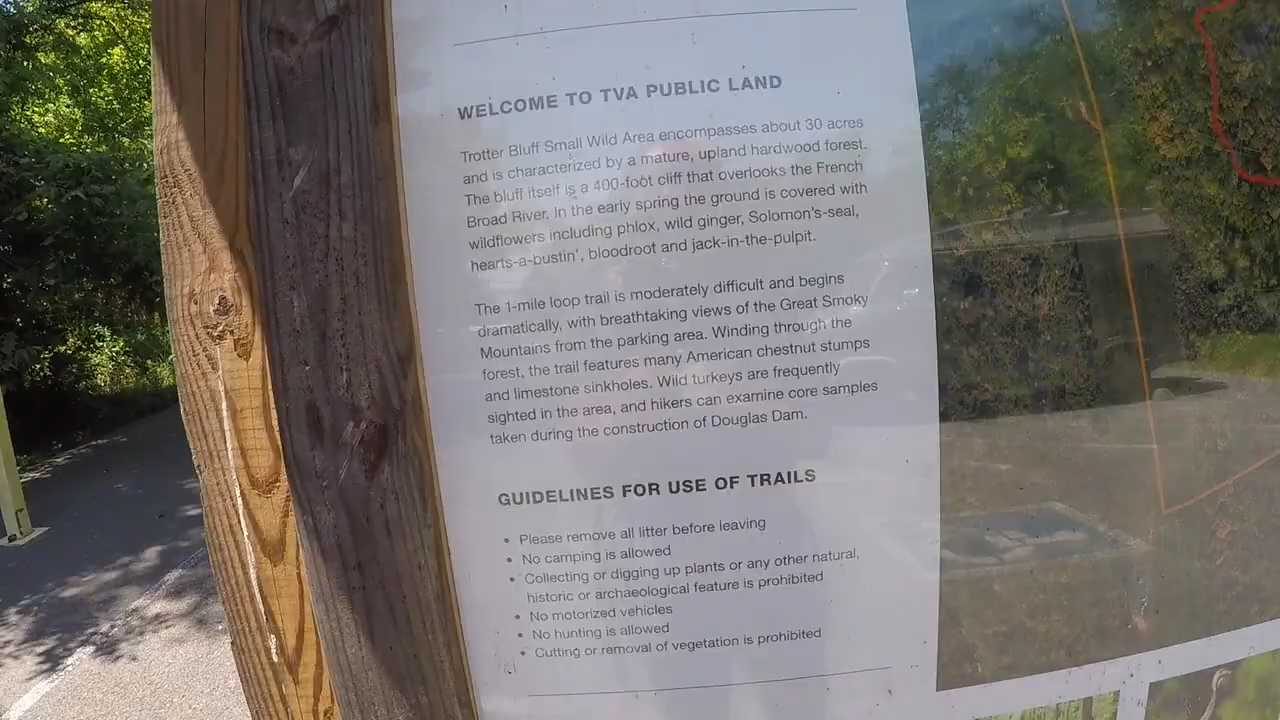 WELCOME TO TVA PUBLIC LAND
Trotter Bluff Small Wild Area encompasses about 30 acres
and is characterized by a mature, upland hardwood forest.
The bluff itself is a 400-foot cliff that overlooks the French
Broad River. In the early spring the ground is covered with
wildflowers including phlox, wild ginger, Solomon's-seal,
hearts-a-bustin', bloodroot and jack-in-the-pulpit.
The 1-mile loop trail is moderately difficult and begins
dramatically, with breathtaking views of the Great Smoky
Mountains from the parking area. Winding through the
forest, the trail features many American chestnut stumps
and limestone sinkholes. Wild turkeys are frequently
sighted in the area, and hikers can examine core samples
taken during the construction of Douglas Dam.
GUIDELINES FOR USE OF TRAILS
• Please remove all litter before leaving
• No camping is allowed
• Collecting or digging up plants or any other natural,
historic or archaeological feature is prohibited
• No motorized vehicles
• No hunting is allowed
• Cutting or removal of vegetation is prohibited